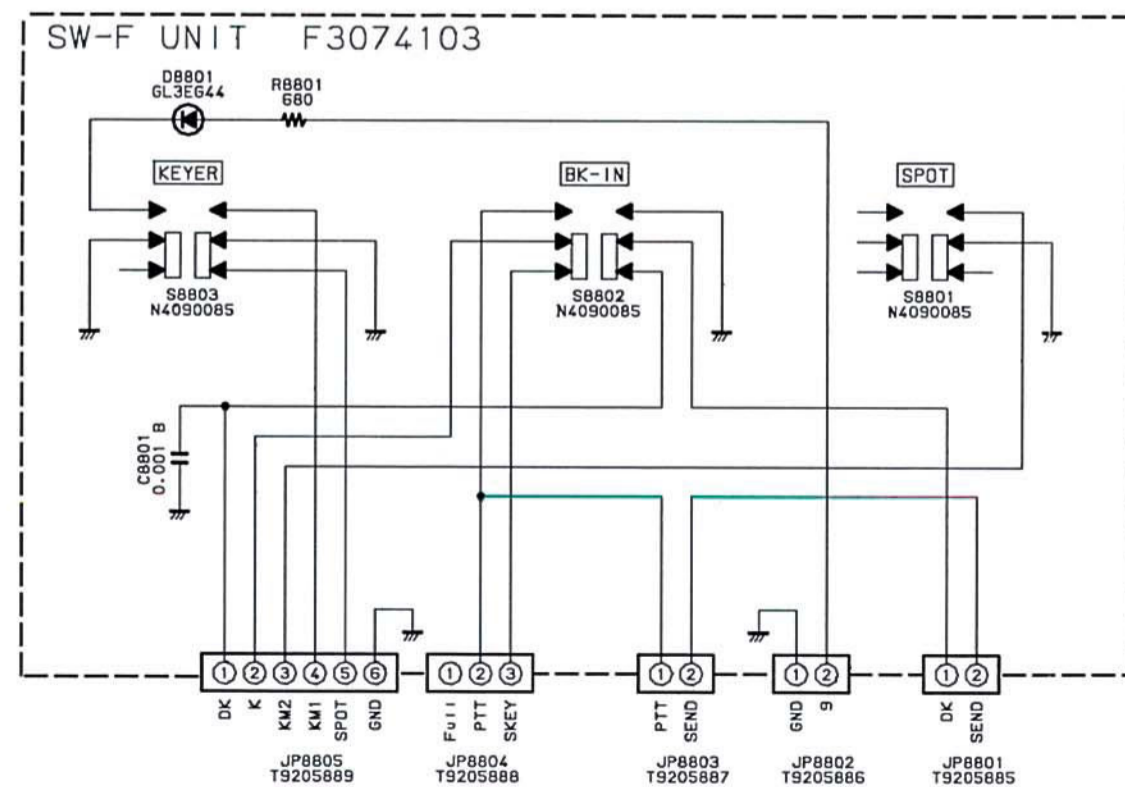 SW-F UNIT F3074103
D8801
GL3EG44
R8801
680
KEYER
BK-IN
SPOT
S8803
N4090085
S8802
N4090085
S8801
N4090085
C8801
0.001 B
1 2 3 4 5 6
1 2 3
1 2
1 2
1 2
DK
K
KM2
KM1
SPOT
GND
Full
PTT
SKEY
PTT
SEND
GND
9
DK
SEND
JP8805
T9205889
JP8804
T9205888
JP8803
T9205887
JP8802
T9205886
JP8801
T9205885